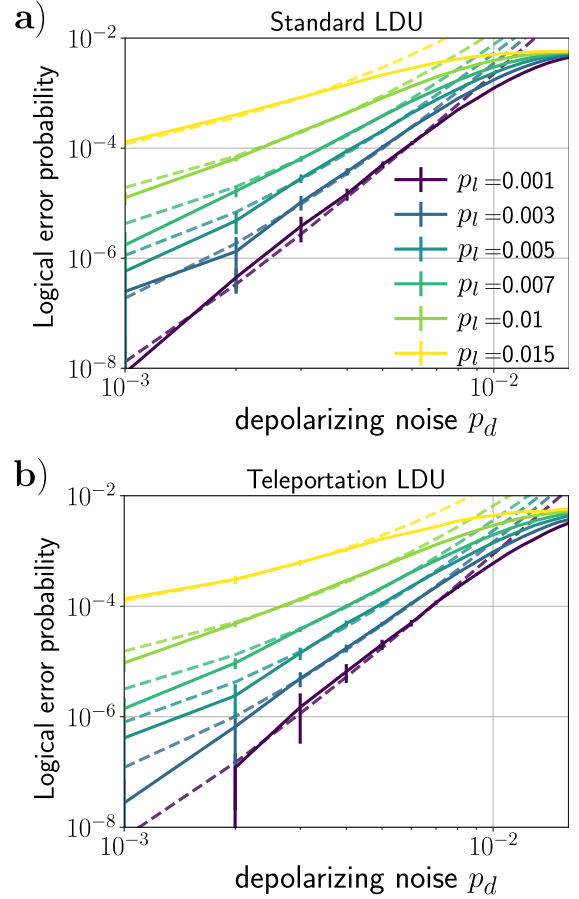 a)
Standard LDU
Logical error probability
10^{-2}
10^{-4}
10^{-6}
10^{-8}
p_l =0.001
p_l =0.003
p_l =0.005
p_l =0.007
p_l =0.01
p_l =0.015
10^{-3}
10^{-2}
depolarizing noise p_d
b)
Teleportation LDU
Logical error probability
10^{-2}
10^{-4}
10^{-6}
10^{-8}
10^{-3}
10^{-2}
depolarizing noise p_d